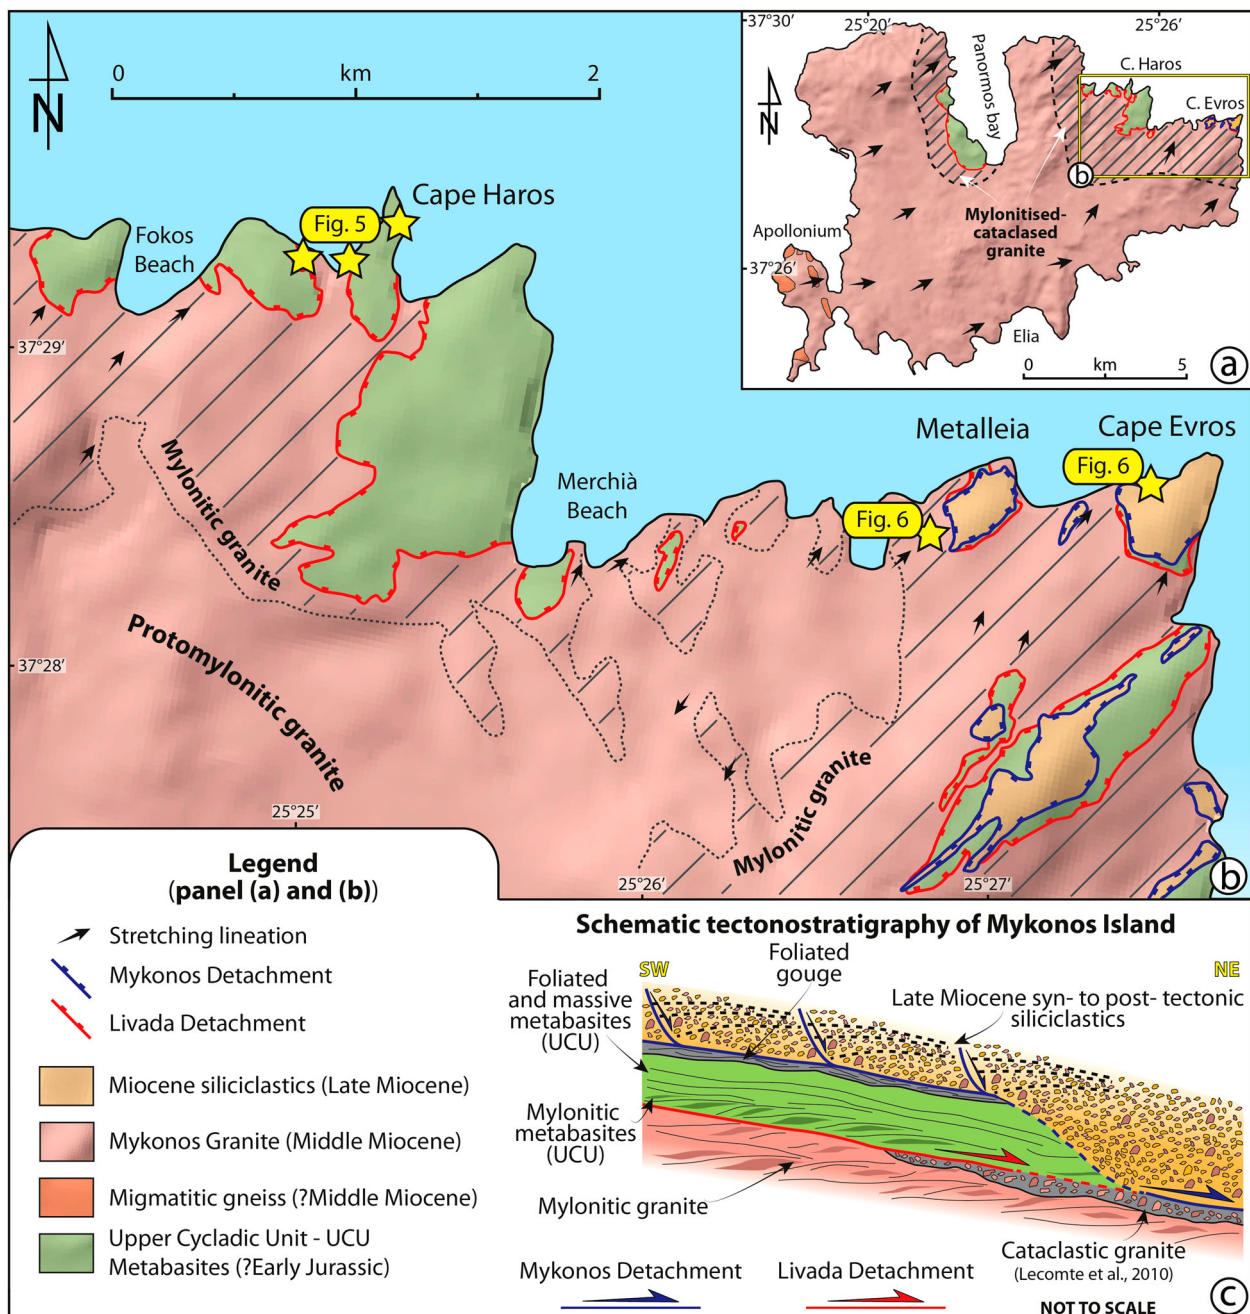 0
km
2
N
Cape Haros
Fig. 5
Fokos
Beach
37°29′
37°28′
Mylonitic granite
Protomylonitic granite
Merchià
Beach
Metalleia
Cape Evros
Fig. 6
Fig. 6
Mylonitic granite
25°25′
25°26′
25°27′
b
37°30′
25°20′
25°26′
N
Panormos bay
C. Haros
C. Evros
b
Mylonitised-
cataclased
granite
Apollonium
37°26′
Elia
0
km
5
a
Legend
(panel (a) and (b))
Stretching lineation
Mykonos Detachment
Livada Detachment
Miocene siliciclastics (Late Miocene)
Mykonos Granite (Middle Miocene)
Migmatitic gneiss (?Middle Miocene)
Upper Cycladic Unit - UCU
Metabasites (?Early Jurassic)
Schematic tectonostratigraphy of Mykonos Island
SW
NE
Foliated
gouge
Foliated
and massive
metabasites
(UCU)
Late Miocene syn- to post- tectonic
siliciclastics
Mylonitic
metabasites
(UCU)
Mylonitic granite
Cataclastic granite
(Lecomte et al., 2010)
Mykonos Detachment
Livada Detachment
NOT TO SCALE
c